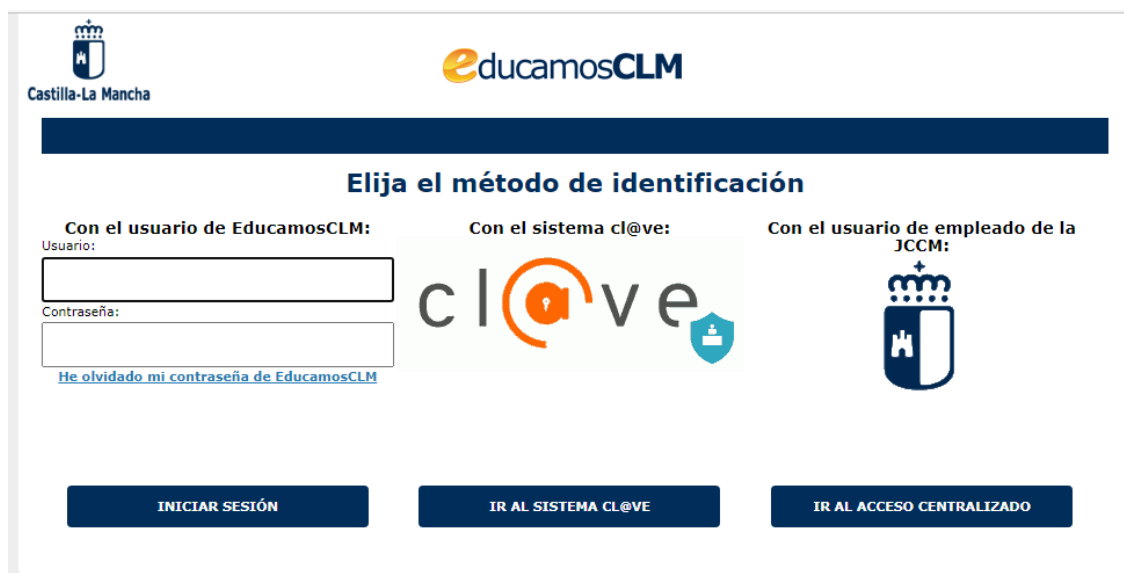 Castilla-La Mancha
educamosCLM
Elija el método de identificación
Con el usuario de EducamosCLM:
Usuario:
Contraseña:
He olvidado mi contraseña de EducamosCLM
INICIAR SESIÓN
Con el sistema cl@ve:
cl@ve
IR AL SISTEMA CL@VE
Con el usuario de empleado de la
JCCM:
IR AL ACCESO CENTRALIZADO